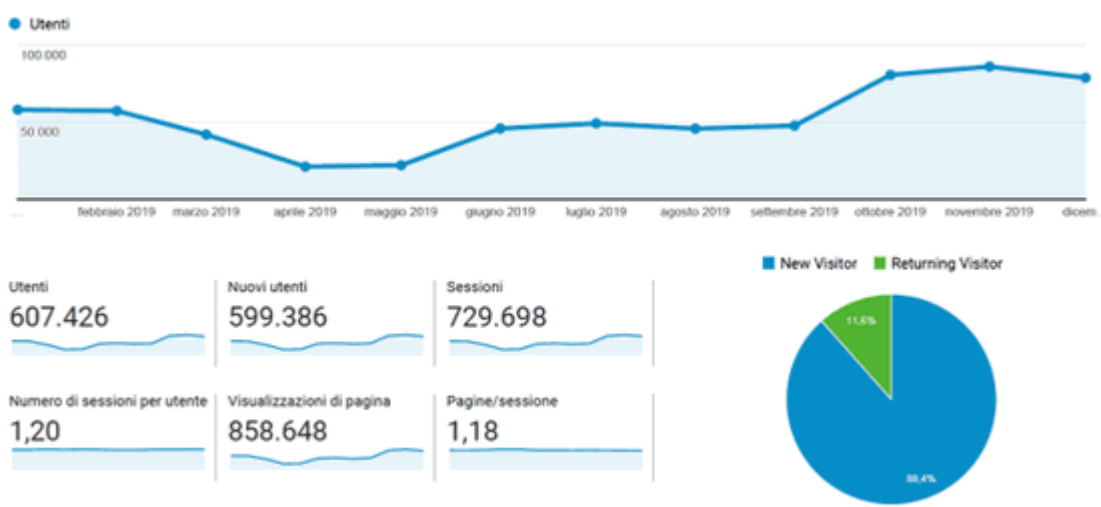 Utenti
100.000
50.000
... febbraio 2019 marzo 2019 aprile 2019 maggio 2019 giugno 2019 luglio 2019 agosto 2019 settembre 2019 ottobre 2019 novembre 2019 dicem...
New Visitor Returning Visitor
Utenti Nuovi utenti Sessioni
607.426 599.386 729.698
11,6%
Numero di sessioni per utente Visualizzazioni di pagina Pagine/sessione
1,20 858.648 1,18
88,4%